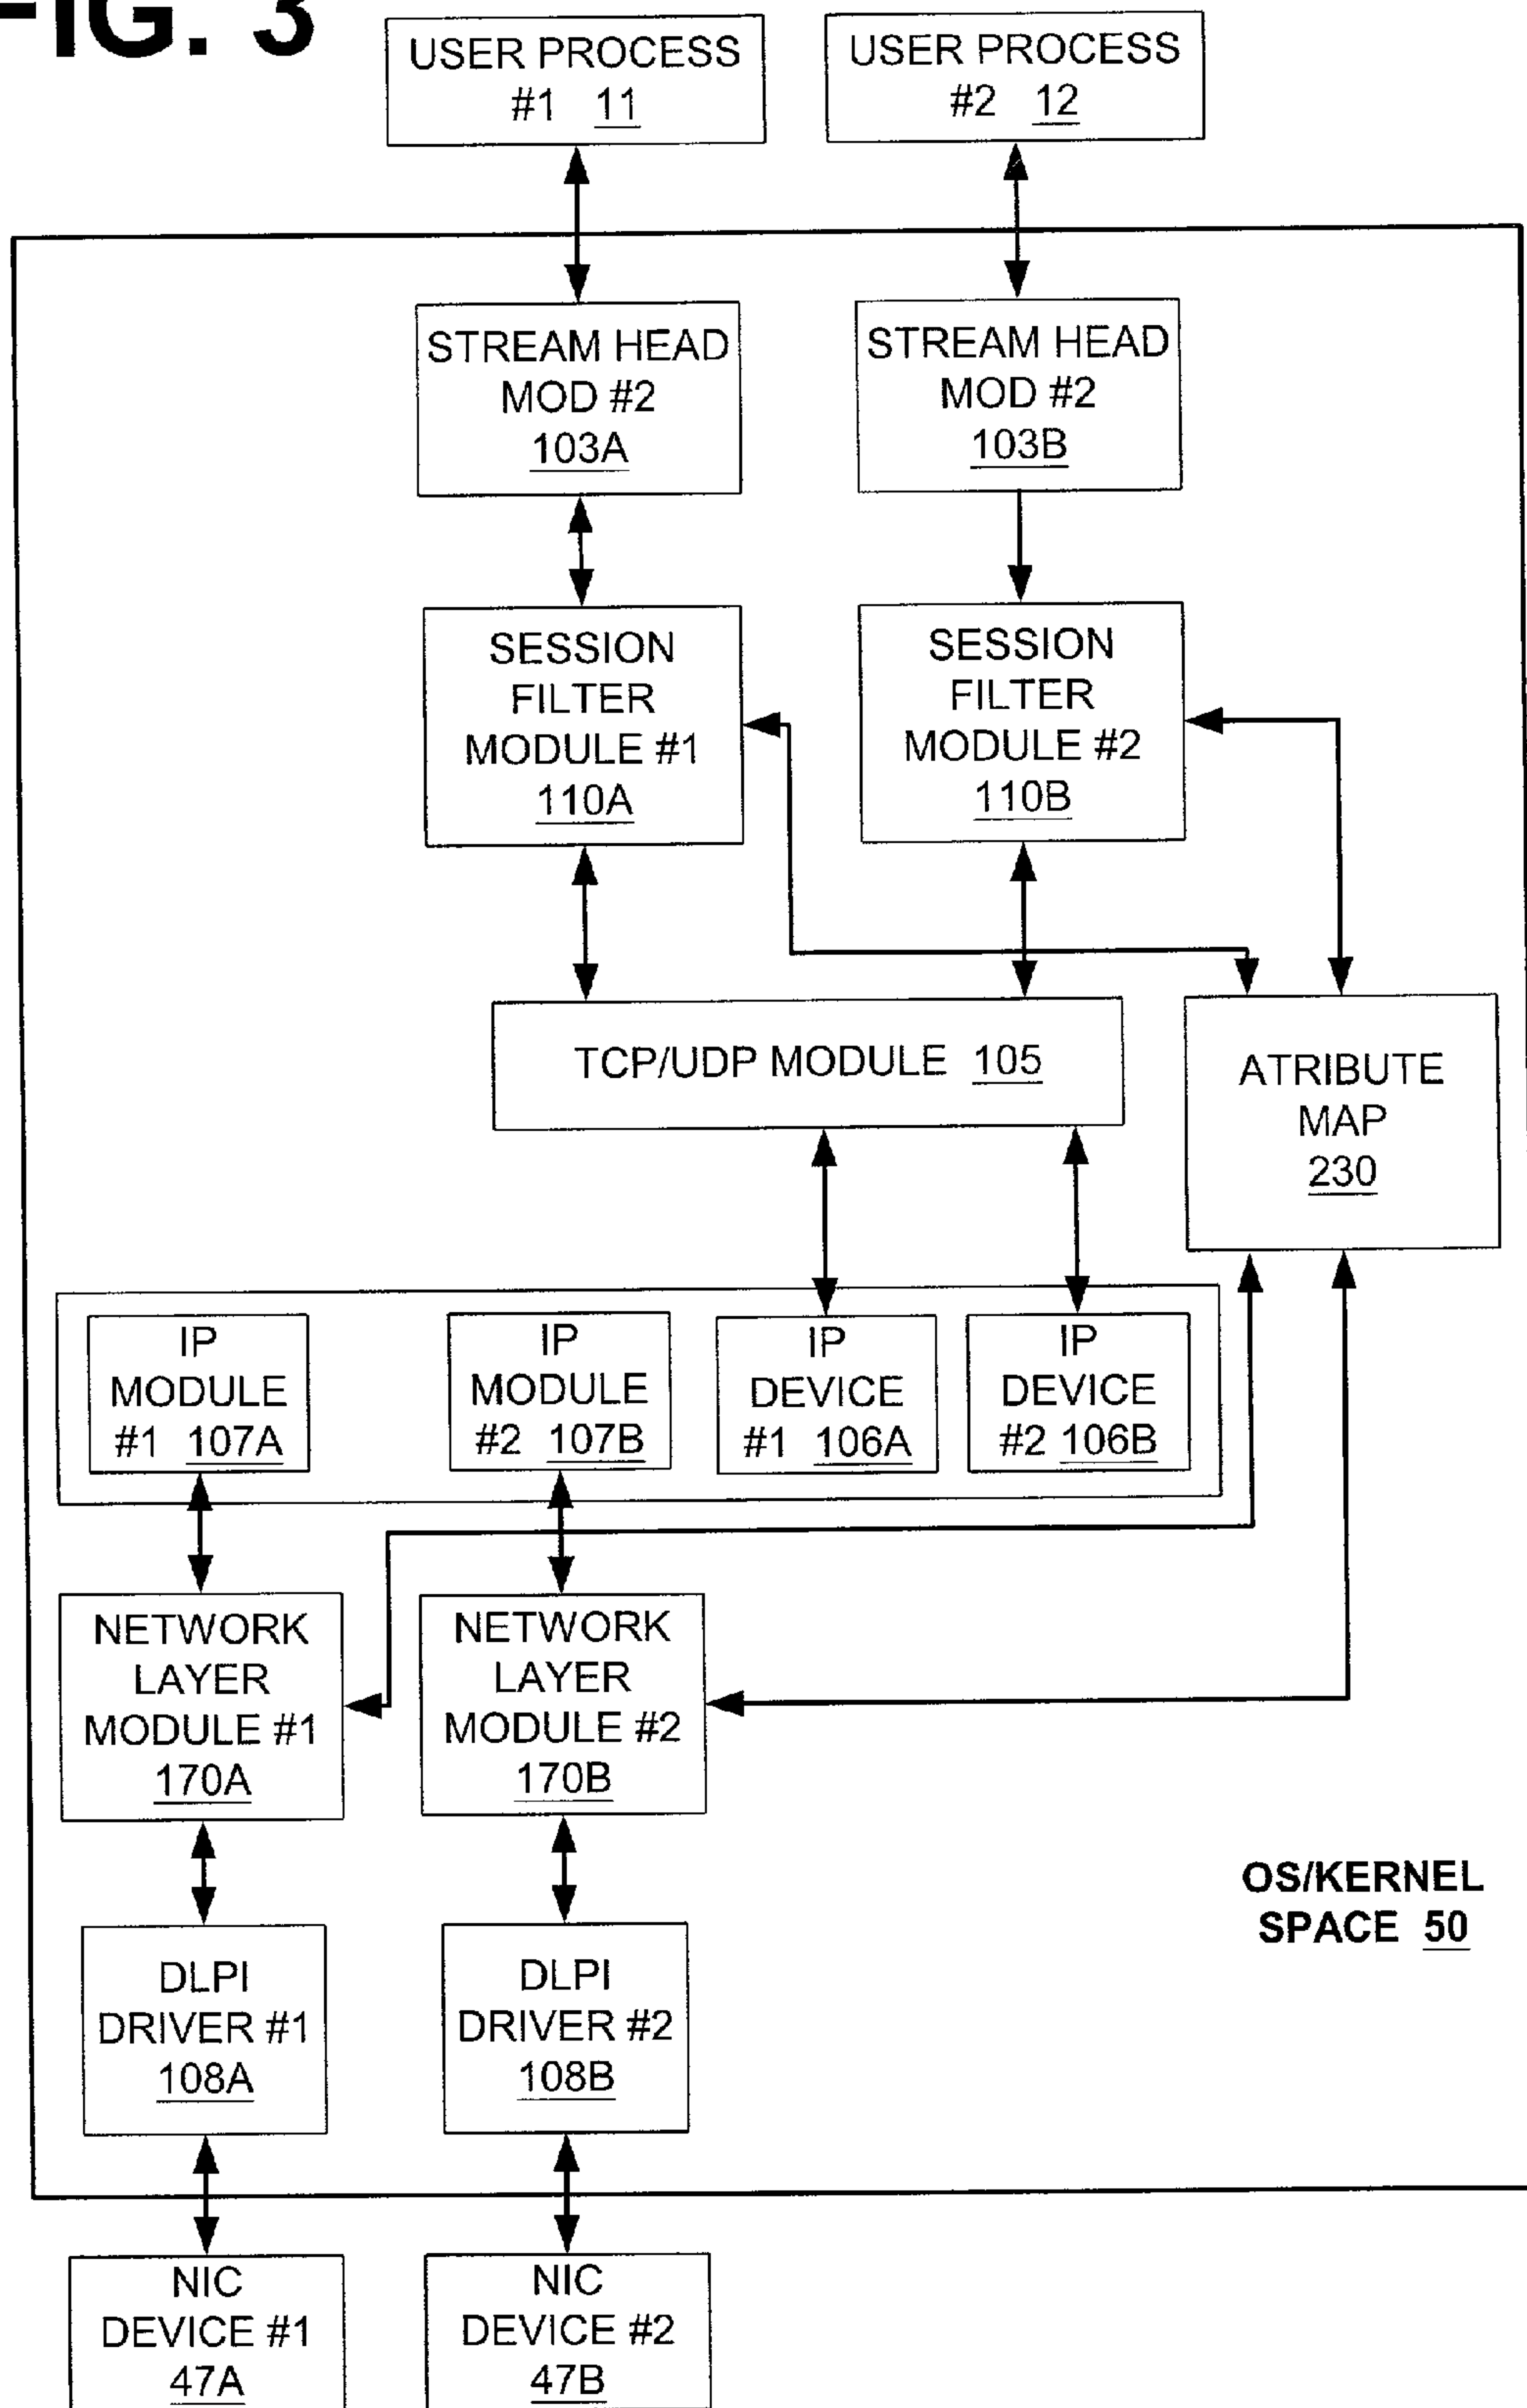 FIG. 3
USER PROCESS
#1 11
USER PROCESS
#2 12
STREAM HEAD
MOD #2
103A
STREAM HEAD
MOD #2
103B
SESSION
FILTER
MODULE #1
110A
SESSION
FILTER
MODULE #2
110B
TCP/UDP MODULE 105
ATRIBUTE
MAP
230
IP
MODULE
#1 107A
IP
MODULE
#2 107B
IP
DEVICE
#1 106A
IP
DEVICE
#2 106B
NETWORK
LAYER
MODULE #1
170A
NETWORK
LAYER
MODULE #2
170B
OS/KERNEL
SPACE 50
DLPI
DRIVER #1
108A
DLPI
DRIVER #2
108B
NIC
DEVICE #1
47A
NIC
DEVICE #2
47B